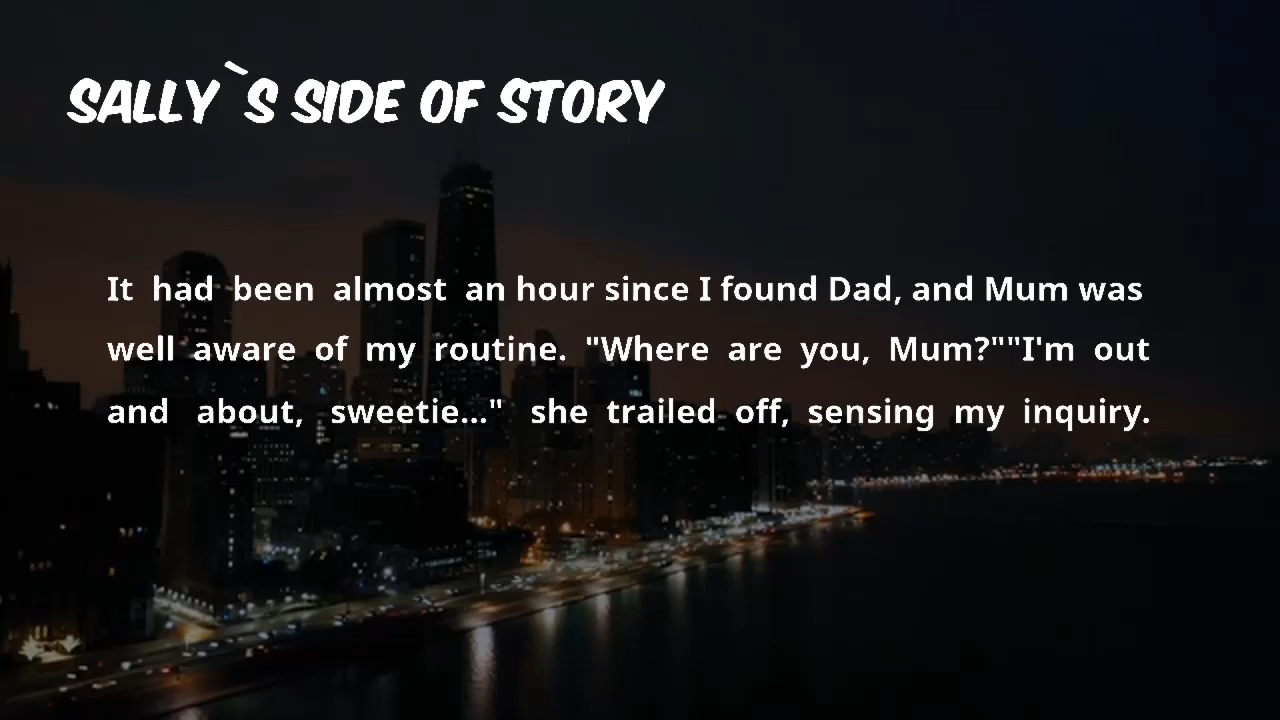 SALLY`S SIDE OF STORY
It had been almost an hour since I found Dad, and Mum was
well aware of my routine. "Where are you, Mum?""I'm out
and about, sweetie..." she trailed off, sensing my inquiry.